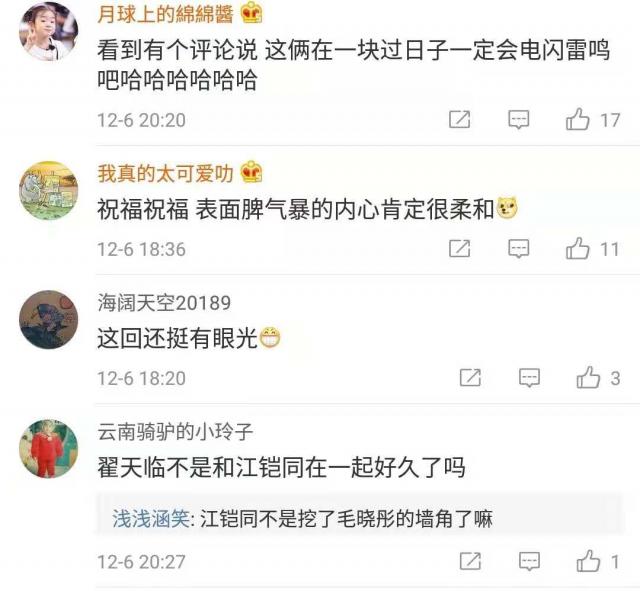 月球上的綿綿醬
看到有个评论说 这俩在一块过日子一定会电闪雷鸣
吧哈哈哈哈哈哈
12-6 20:20
17
我真的太可爱叻
祝福祝福 表面脾气暴的内心肯定很柔和
12-6 18:36
11
海阔天空20189
这回还挺有眼光
12-6 18:20
3
云南骑驴的小玲子
翟天临不是和江铠同在一起好久了吗
浅浅涵笑: 江铠同不是挖了毛晓彤的墙角了嘛
12-6 20:27
1